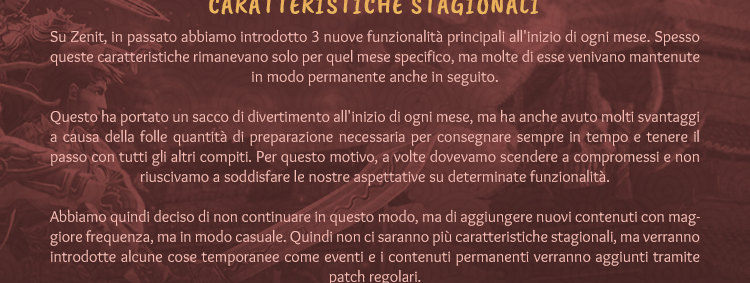 CARATTERISTICHE STAGIONALI
Su Zenit, in passato abbiamo introdotto 3 nuove funzionalità principali all'inizio di ogni mese. Spesso
queste caratteristiche rimanevano solo per quel mese specifico, ma molte di esse venivano mantenute
in modo permanente anche in seguito.
Questo ha portato un sacco di divertimento all'inizio di ogni mese, ma ha anche avuto molti svantaggi
a causa della folle quantità di preparazione necessaria per consegnare sempre in tempo e tenere il
passo con tutti gli altri compiti. Per questo motivo, a volte dovevamo scendere a compromessi e non
riuscivamo a soddisfare le nostre aspettative su determinate funzionalità.
Abbiamo quindi deciso di non continuare in questo modo, ma di aggiungere nuovi contenuti con mag-
giore frequenza, ma in modo casuale. Quindi non ci saranno più caratteristiche stagionali, ma verranno
introdotte alcune cose temporanee come eventi e i contenuti permanenti verranno aggiunti tramite
patch regolari.